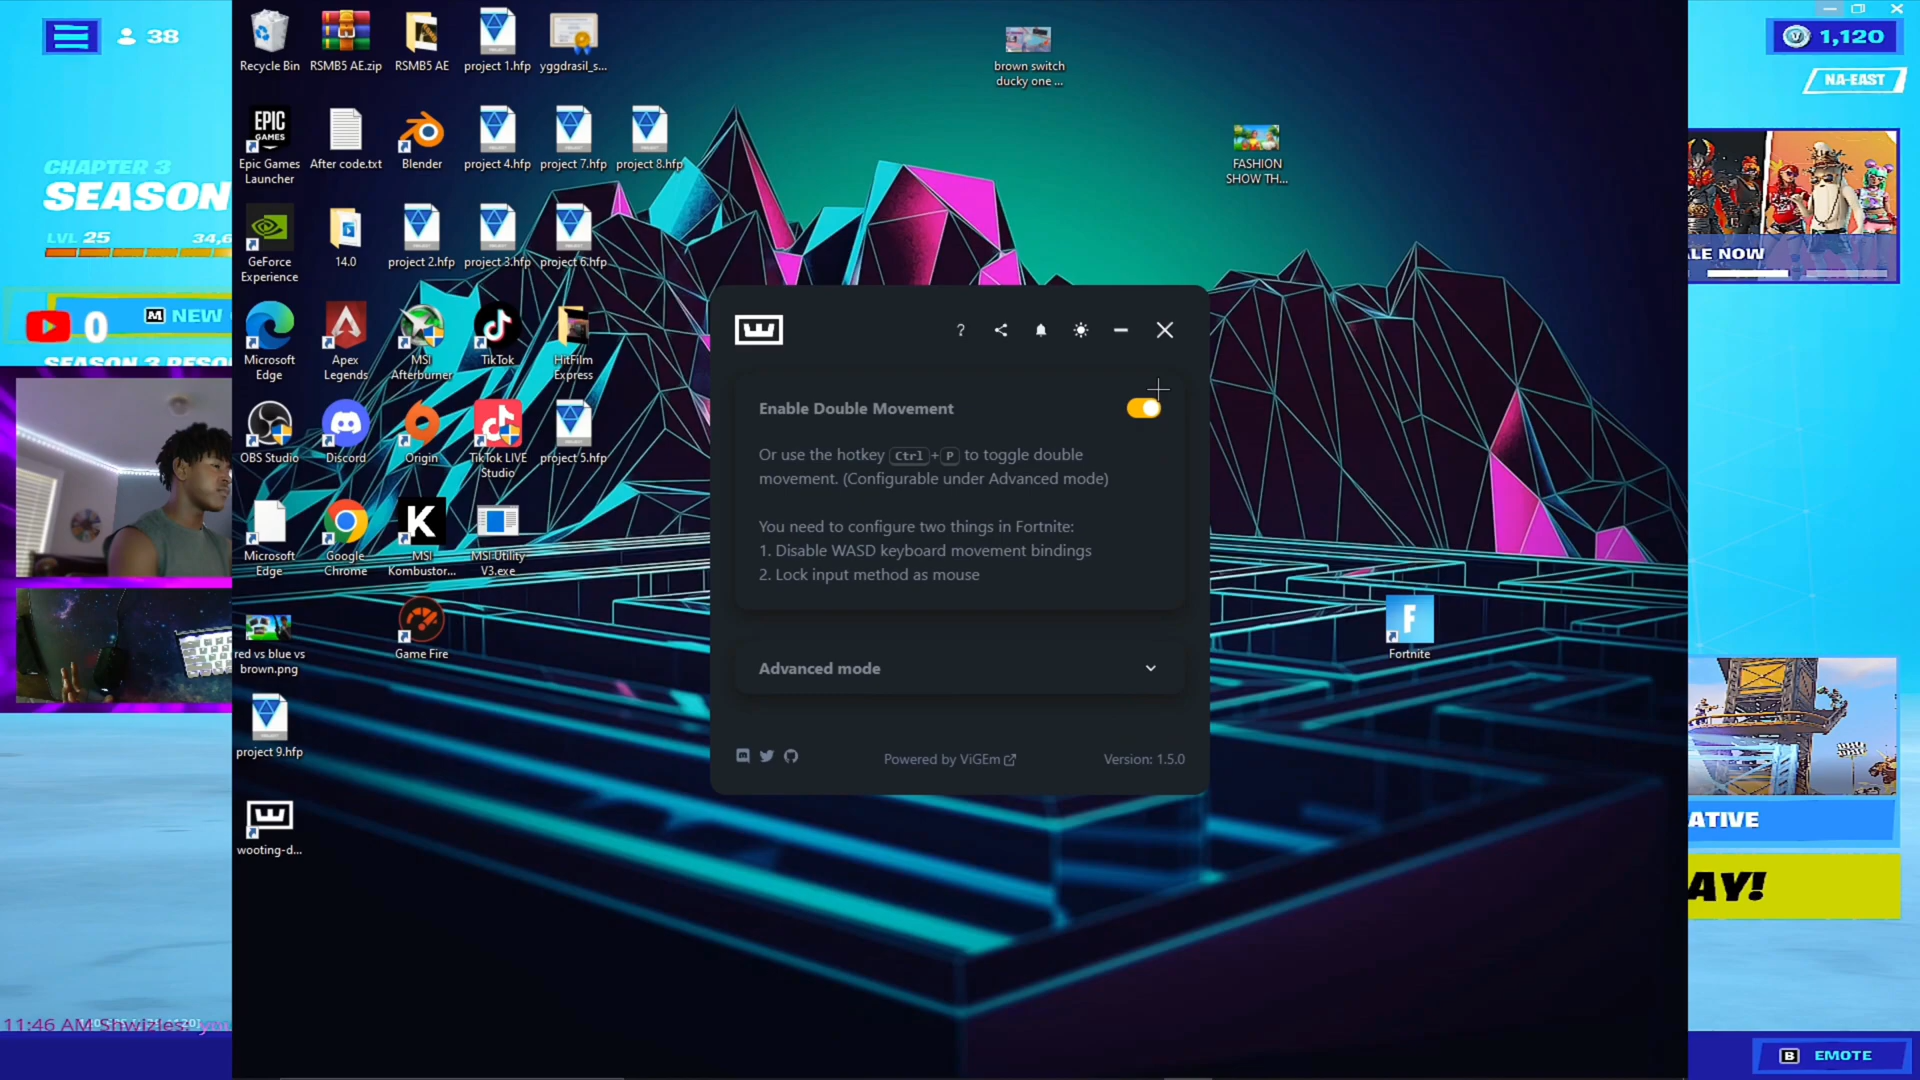 38
1,120
NA-EAST
CHAPTER 3
SEASON
LVL 25
34,6
0
M NEW
LE NOW
ATIVE
AY!
B EMOTE
11:46 AM Shwizles:
Recycle Bin
RSMB5 AE.zip
RSMB5 AE
project 1.hfp
yggdrasil_s...
brown switch
ducky one ...
EPIC
GAMES
Epic Games
Launcher
After code.txt
Blender
project 4.hfp
project 7.hfp
project 8.hfp
FASHION
SHOW TH...
GeForce
Experience
14.0
project 2.hfp
project 3.hfp
project 6.hfp
Microsoft
Edge
Apex
Legends
MSI
Afterburner
TikTok
HitFilm
Express
OBS Studio
Discord
Origin
TikTok LIVE
Studio
project 5.hfp
Microsoft
Edge
Google
Chrome
K
MSI
Kombustor...
MSI Utility
V3.exe
red vs blue vs
brown.png
Game Fire
project 9.hfp
wooting-d...
F
Fortnite
W
?
Enable Double Movement
Or use the hotkey Ctrl+P to toggle double
movement. (Configurable under Advanced mode)
You need to configure two things in Fortnite:
1. Disable WASD keyboard movement bindings
2. Lock input method as mouse
Advanced mode
Powered by ViGEm
Version: 1.5.0